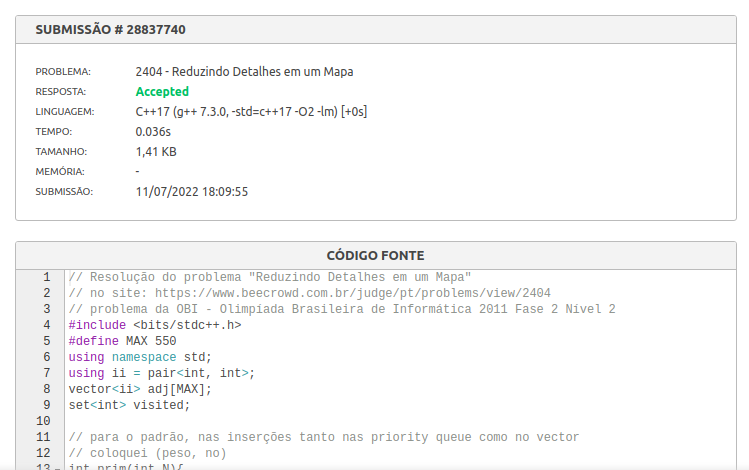 SUBMISSÃO # 28837740
PROBLEMA: 2404 - Reduzindo Detalhes em um Mapa
RESPOSTA: Accepted
LINGUAGEM: C++17 (g++ 7.3.0, -std=c++17 -O2 -lm) [+0s]
TEMPO: 0.036s
TAMANHO: 1,41 KB
MEMÓRIA: -
SUBMISSÃO: 11/07/2022 18:09:55
CÓDIGO FONTE
1 // Resolução do problema "Reduzindo Detalhes em um Mapa"
2 // no site: https://www.beecrowd.com.br/judge/pt/problems/view/2404
3 // problema da OBI - Olimpiada Brasileira de Informática 2011 Fase 2 Nível 2
4 #include <bits/stdc++.h>
5 #define MAX 550
6 using namespace std;
7 using ii = pair<int, int>;
8 vector<ii> adj[MAX];
9 set<int> visited;
10
11 // para o padrão, nas inserções tanto nas priority queue como no vector
12 // coloquei (peso, no)
13 int prim(int N){